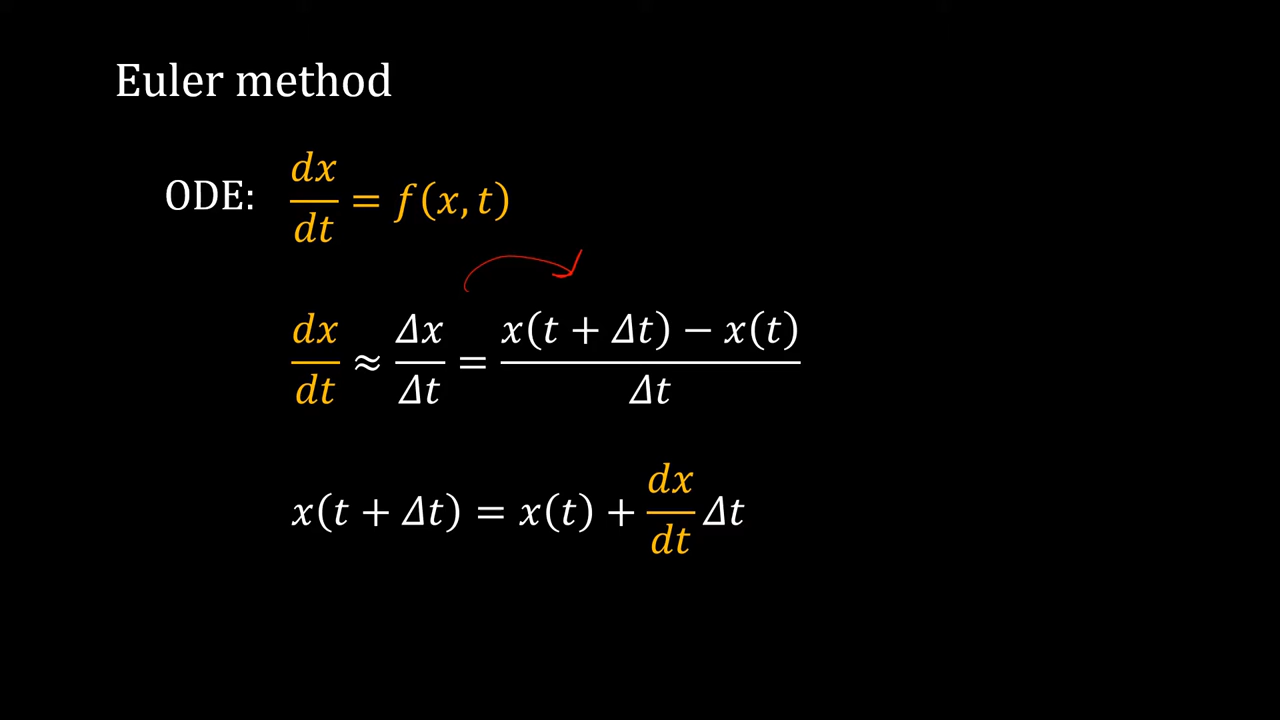 Euler method
ODE: dx/dt = f(x, t)
dx/dt ≈ Δx/Δt = (x(t + Δt) − x(t))/Δt
x(t + Δt) = x(t) + dx/dt Δt